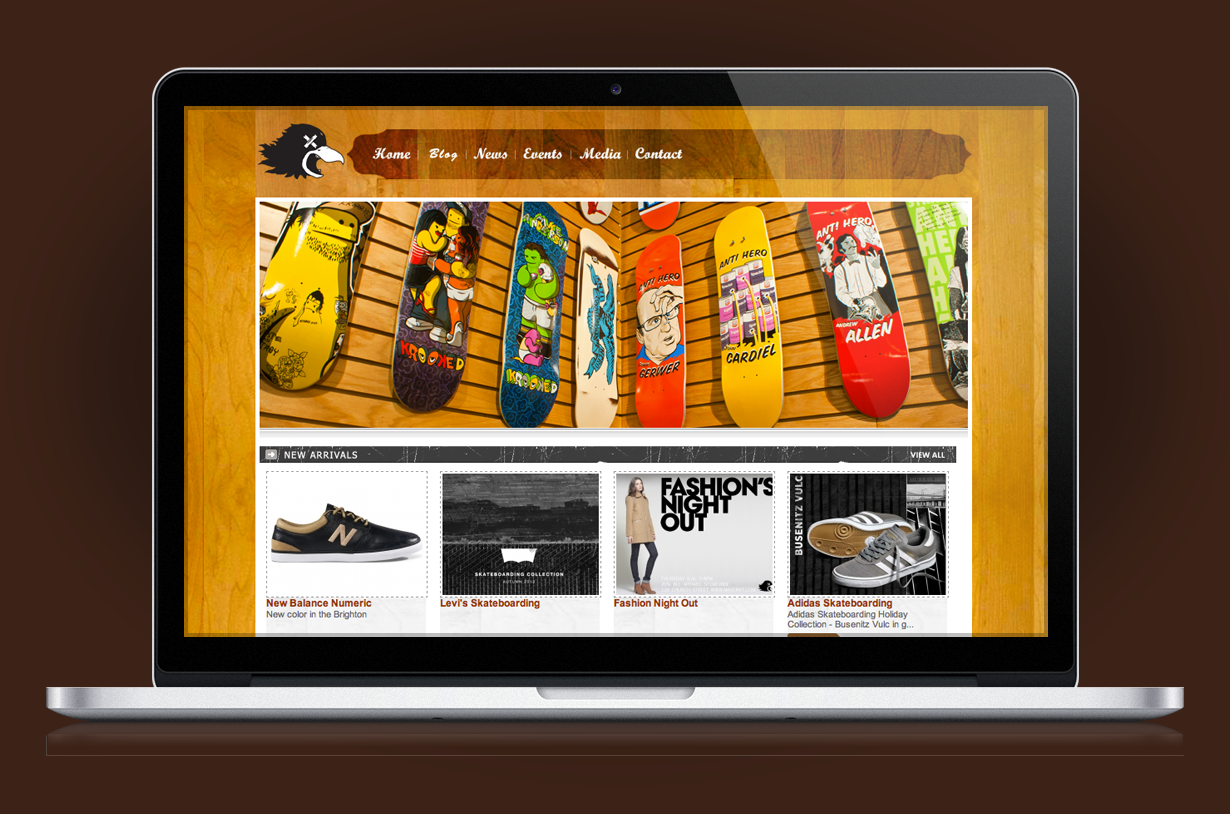 Home Blog News Events Media Contact
KROOKED
KROOKED
ANTI HERO
GERWER
ANTI HERO
CARDIEL
ANTI HERO
ANDREW
ALLEN
NEW ARRIVALS
VIEW ALL
N
SKATEBOARDING COLLECTION
FASHION'S
NIGHT
OUT
BUSENITZ VULC
New Balance Numeric
New color in the Brighton
Levi's Skateboarding
Fashion Night Out
Adidas Skateboarding
Adidas Skateboarding Holiday
Collection - Busenitz Vulc in g...